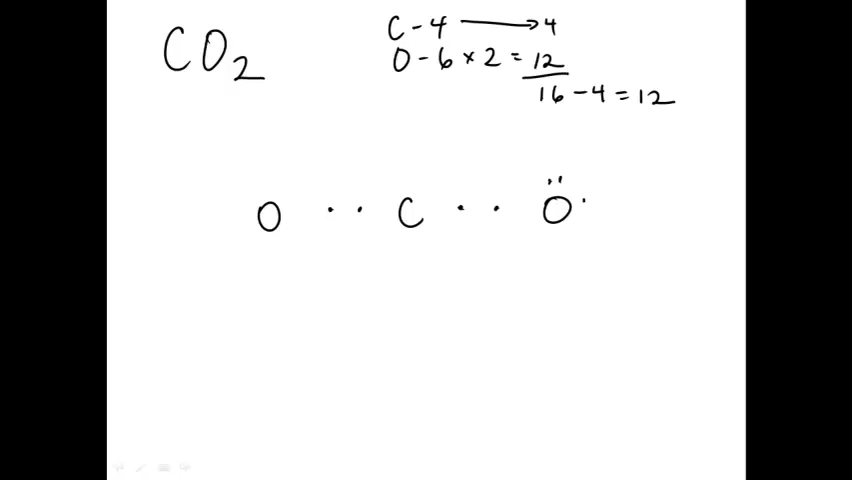 CO2
C - 4 → 4
O - 6 × 2 = 12
16 - 4 = 12
O . . C . . Ö .